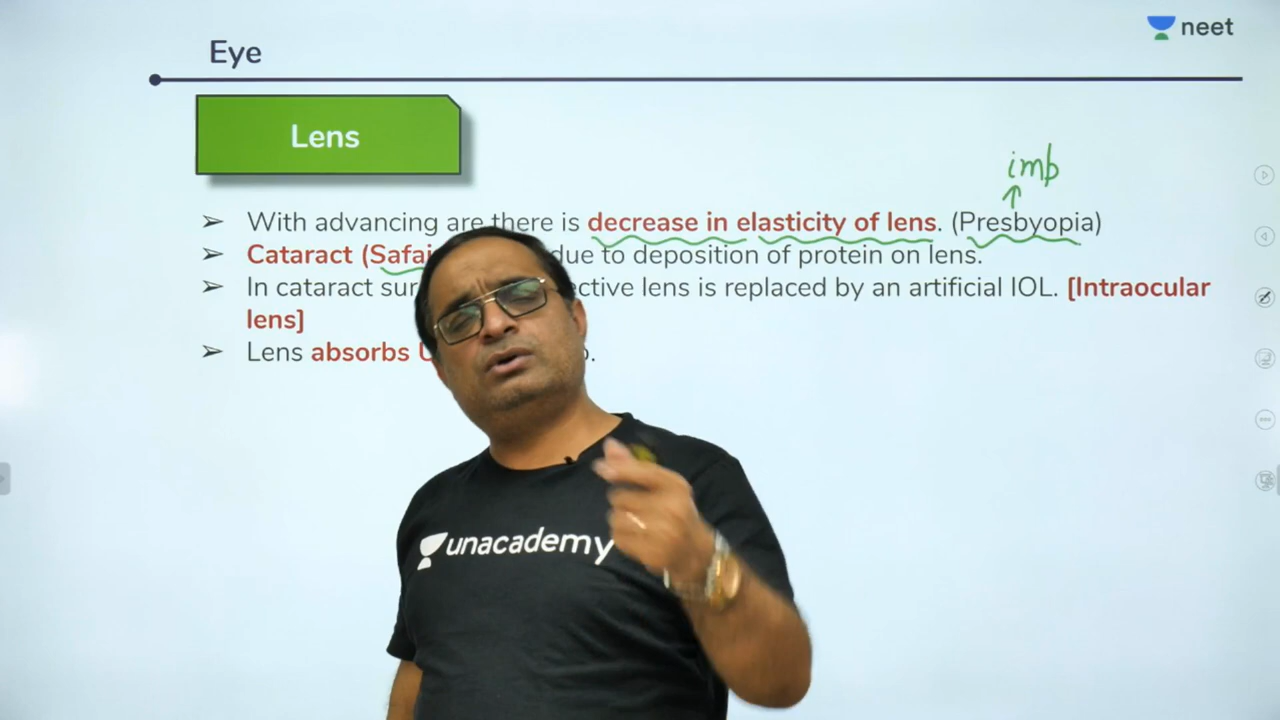 neet
Eye
Lens
imp
➢ With advancing are there is decrease in elasticity of lens. (Presbyopia)
➢ Cataract (Safai due to deposition of protein on lens.
➢ In cataract sur ective lens is replaced by an artificial IOL. [Intraocular
lens]
➢ Lens absorbs
unacademy